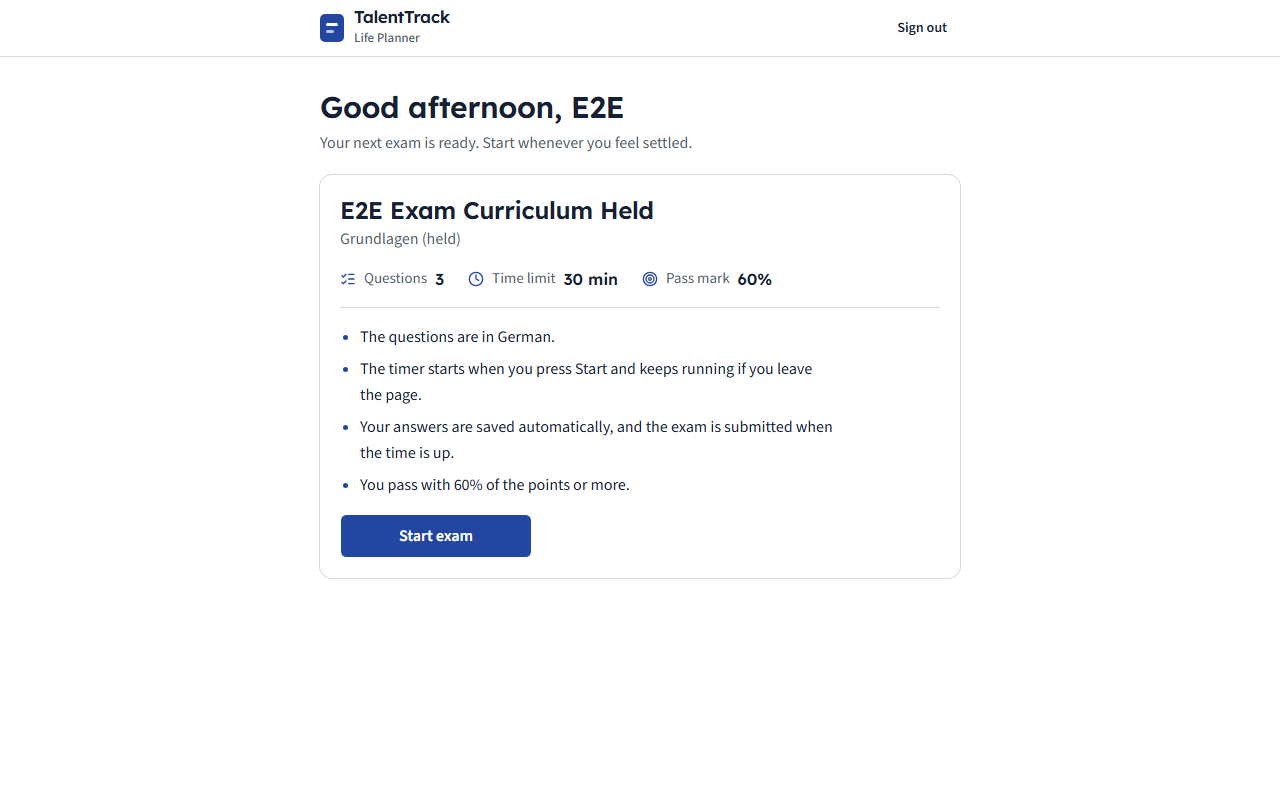 TalentTrack
Life Planner
Sign out
Good afternoon, E2E
Your next exam is ready. Start whenever you feel settled.
E2E Exam Curriculum Held
Grundlagen (held)
Questions 3 Time limit 30 min Pass mark 60%
The questions are in German.
The timer starts when you press Start and keeps running if you leave
the page.
Your answers are saved automatically, and the exam is submitted when
the time is up.
You pass with 60% of the points or more.
Start exam